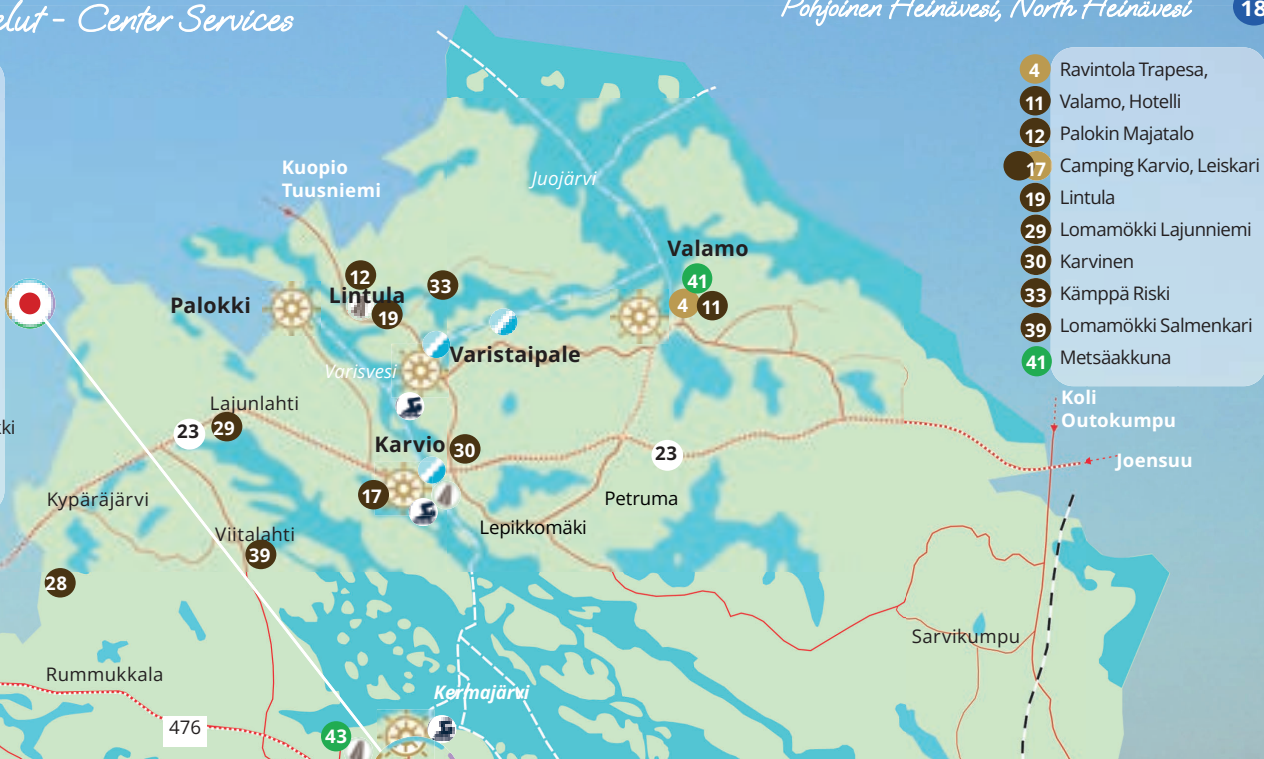 elut - Center Services
Pohjoinen Heinävesi, North Heinävesi
18
4 Ravintola Trapesa,
11 Valamo, Hotelli
12 Palokin Majatalo
17 Camping Karvio, Leiskari
19 Lintula
29 Lomamökki Lajunniemi
30 Karvinen
33 Kämppä Riski
39 Lomamökki Salmenkari
41 Metsäakkuna
Kuopio
Tuusniemi
Juojärvi
Valamo
41
4 11
12
33
Lintula
19
Palokki
Varistaipale
Varisvesi
Koli
Outokumpu
Joensuu
Lajunlahti
23 29
ki
Karvio 30
23
17
Kypäräjärvi
Petruma
Lepikkomäki
Viitalahti
39
28
Sarvikumpu
Rummukkala
Kermajärvi
476
43